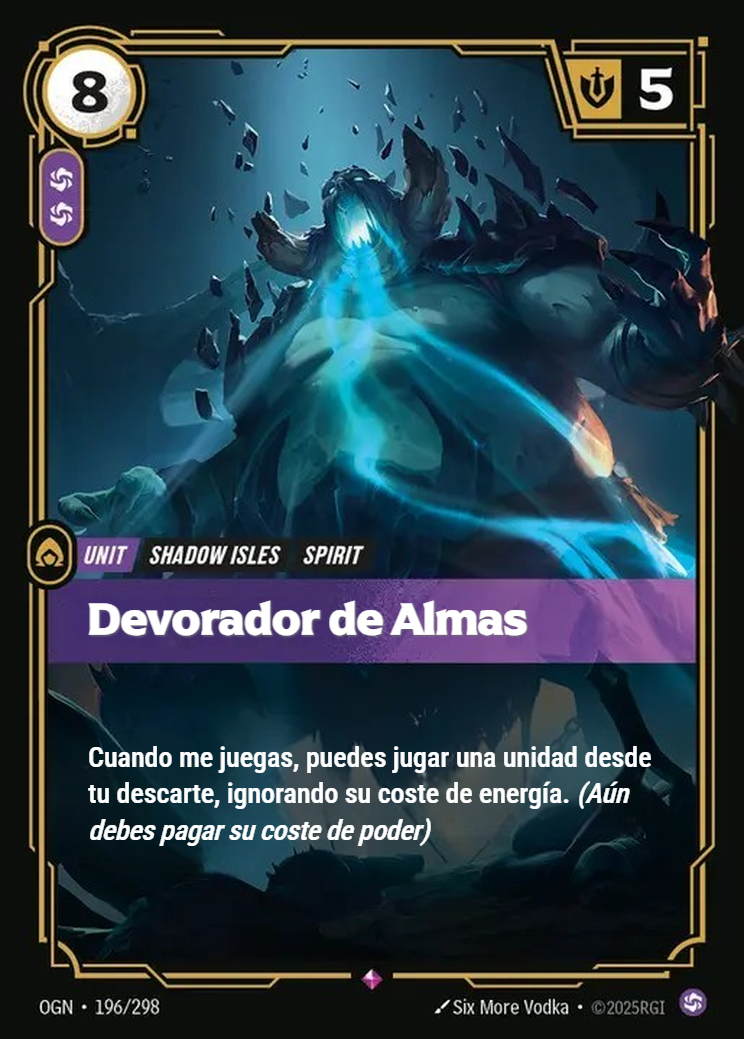 8
5
UNIT SHADOW ISLES SPIRIT
Devorador de Almas
Cuando me juegas, puedes jugar una unidad desde
tu descarte, ignorando su coste de energía. (Aún
debes pagar su coste de poder)
OGN • 196/298
Six More Vodka • ©2025RGI